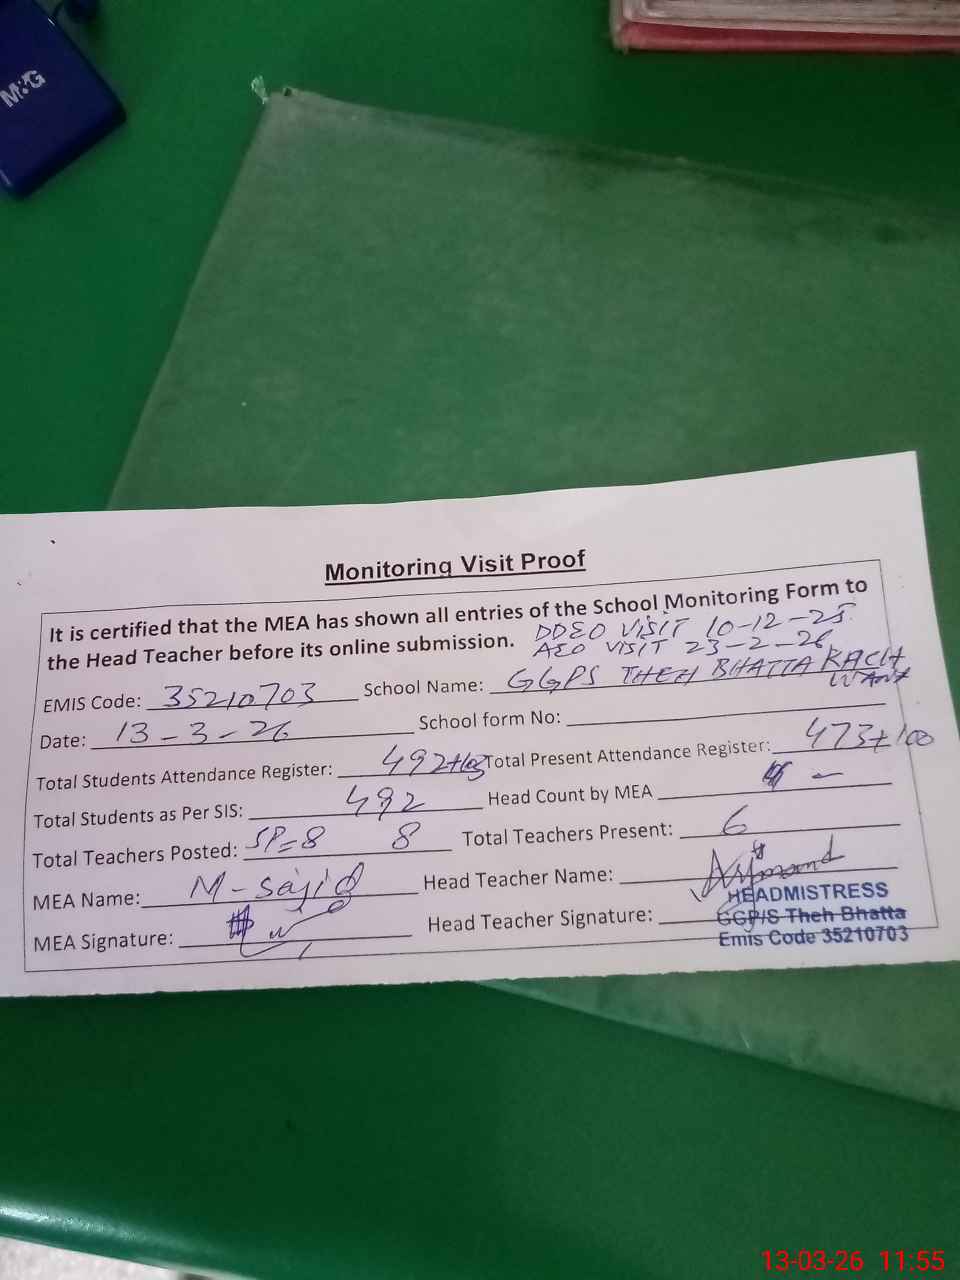 M&G
Monitoring Visit Proof
It is certified that the MEA has shown all entries of the School Monitoring Form to
the Head Teacher before its online submission.
DDEO VISIT 10-12-25.
AEO VISIT 23-2-26
EMIS Code: 35210703 School Name: GGPS THEH BHATTA KACH
Date: 13-3-26 School form No:
Total Students Attendance Register: 492+103 Total Present Attendance Register: 473+100
Total Students as Per SIS: 492 Head Count by MEA –
Total Teachers Posted: SP=8 8 Total Teachers Present: 6
MEA Name: M-Sajid Head Teacher Name:
MEA Signature: Head Teacher Signature:
HEADMISTRESS
GGP/S Theh Bhatta
Emis Code 35210703
13-03-26 11:55